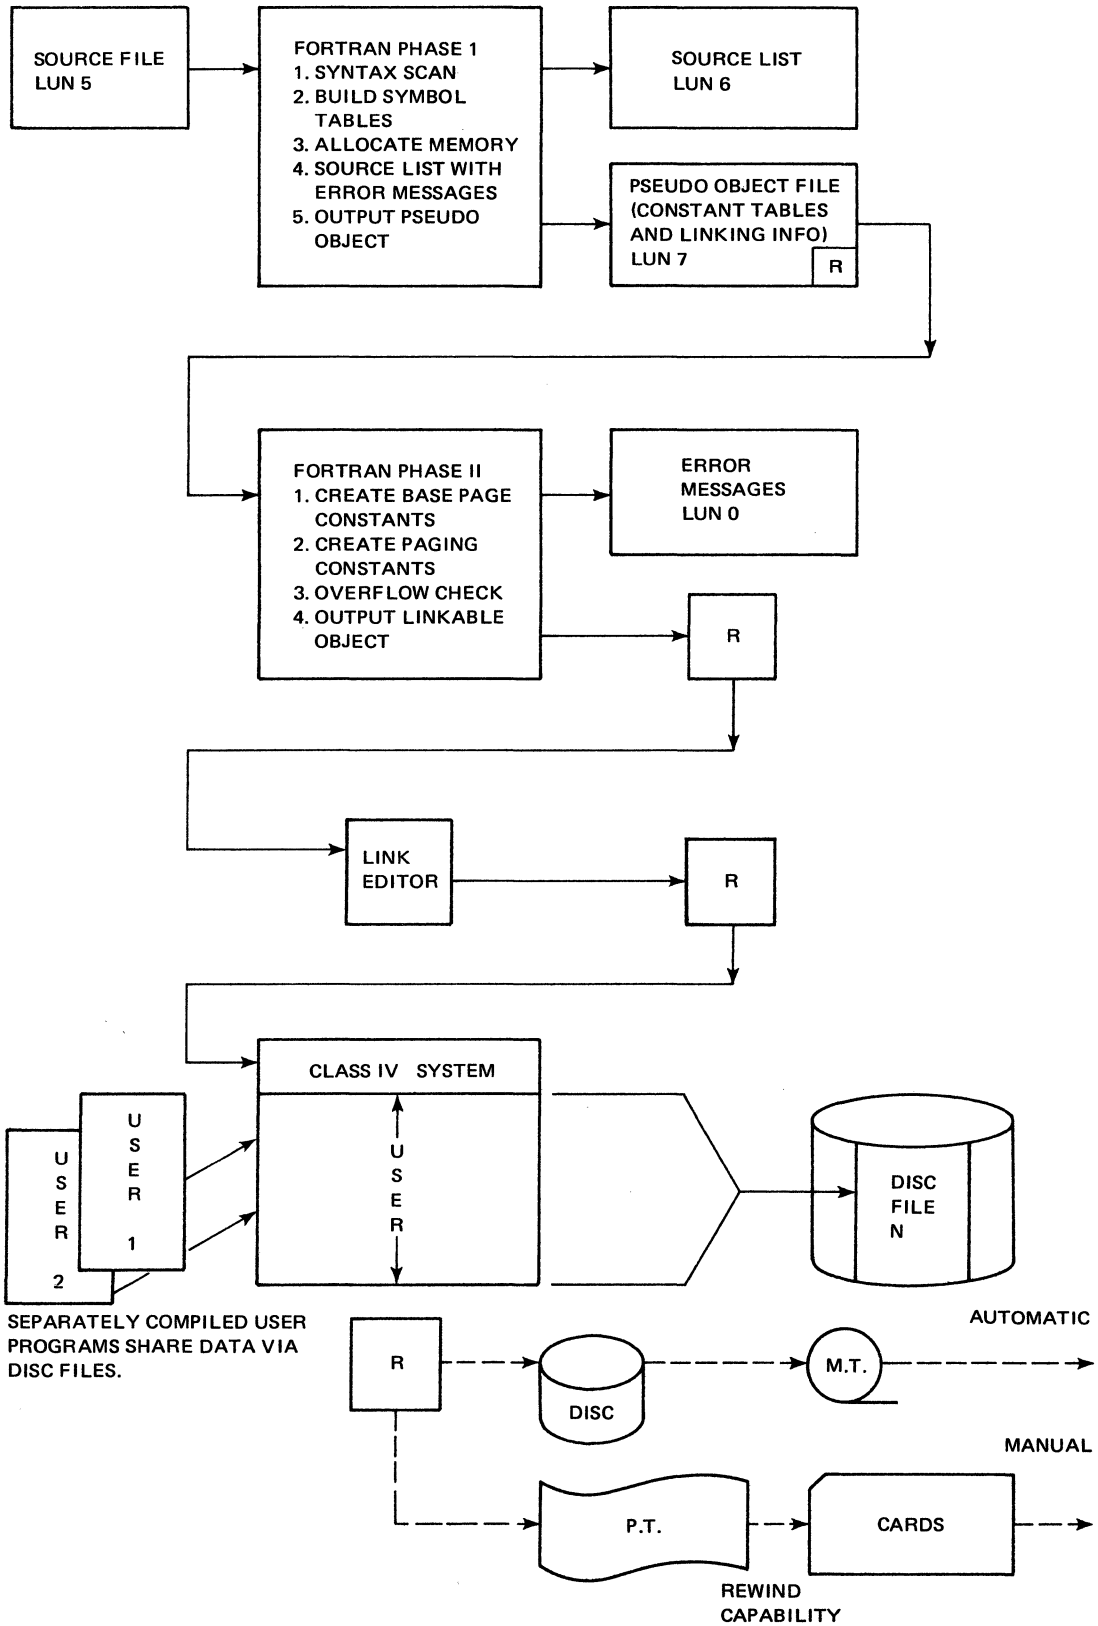 SOURCE FILE
LUN 5
FORTRAN PHASE 1
1. SYNTAX SCAN
2. BUILD SYMBOL
TABLES
3. ALLOCATE MEMORY
4. SOURCE LIST WITH
ERROR MESSAGES
5. OUTPUT PSEUDO
OBJECT
SOURCE LIST
LUN 6
PSEUDO OBJECT FILE
(CONSTANT TABLES
AND LINKING INFO)
LUN 7
R
FORTRAN PHASE II
1. CREATE BASE PAGE
CONSTANTS
2. CREATE PAGING
CONSTANTS
3. OVERFLOW CHECK
4. OUTPUT LINKABLE
OBJECT
ERROR
MESSAGES
LUN 0
R
LINK
EDITOR
R
CLASS IV SYSTEM
USER
USER 1
USER 2
DISC
FILE
N
SEPARATELY COMPILED USER
PROGRAMS SHARE DATA VIA
DISC FILES.
AUTOMATIC
R
DISC
M.T.
MANUAL
P.T.
CARDS
REWIND
CAPABILITY